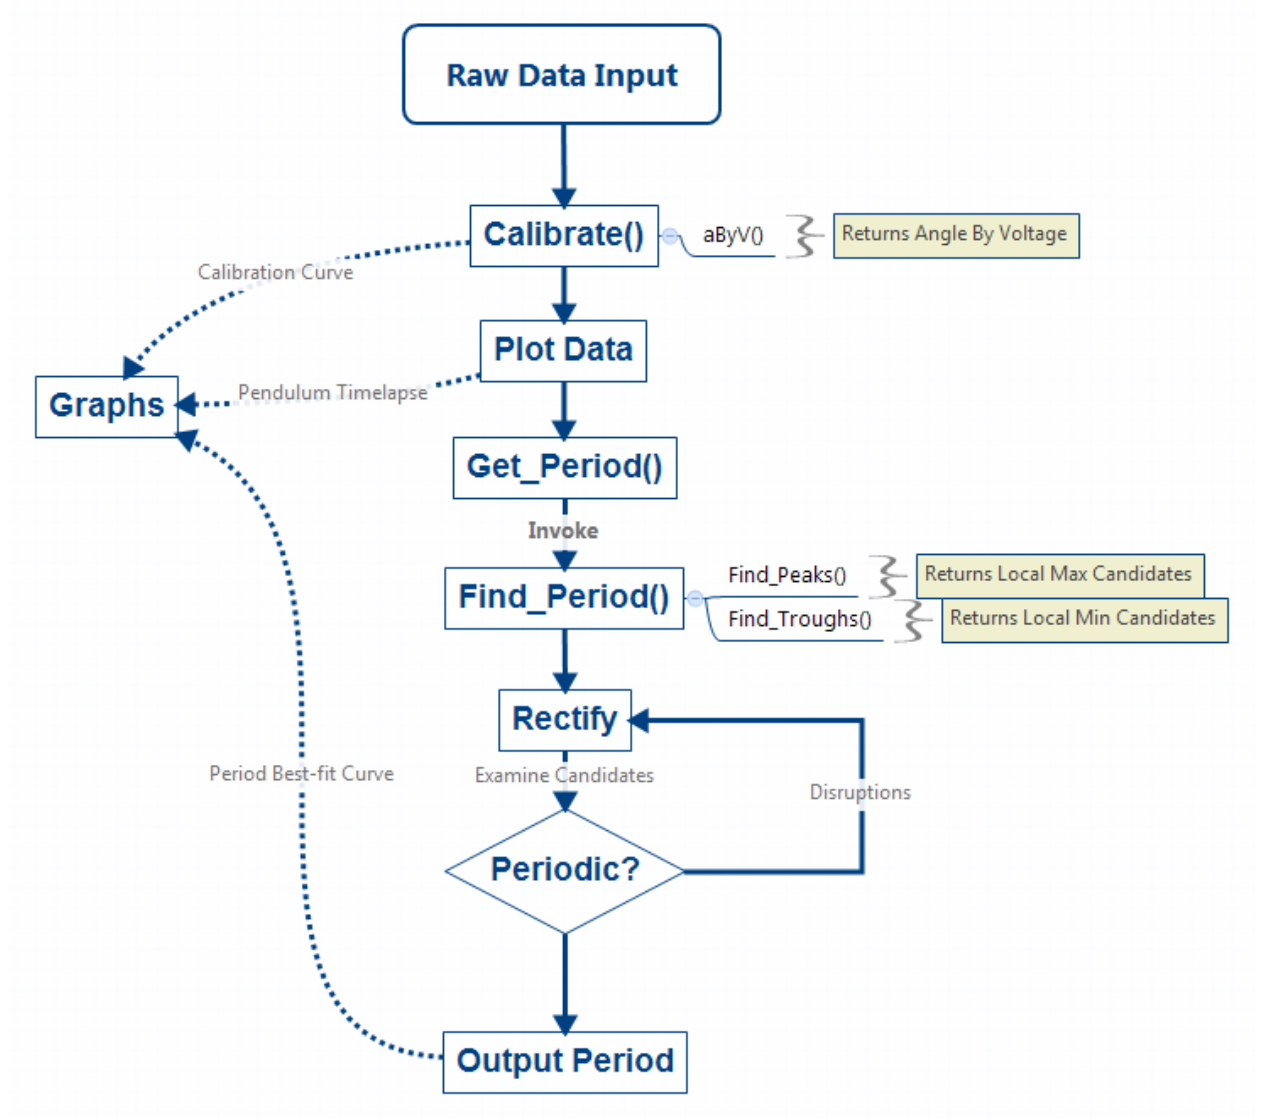 Raw Data Input
Calibrate()
aByV()
Returns Angle By Voltage
Calibration Curve
Plot Data
Pendulum Timelapse
Graphs
Get_Period()
Invoke
Find_Period()
Find_Peaks()
Returns Local Max Candidates
Find_Troughs()
Returns Local Min Candidates
Rectify
Period Best-fit Curve
Examine Candidates
Disruptions
Periodic?
Output Period